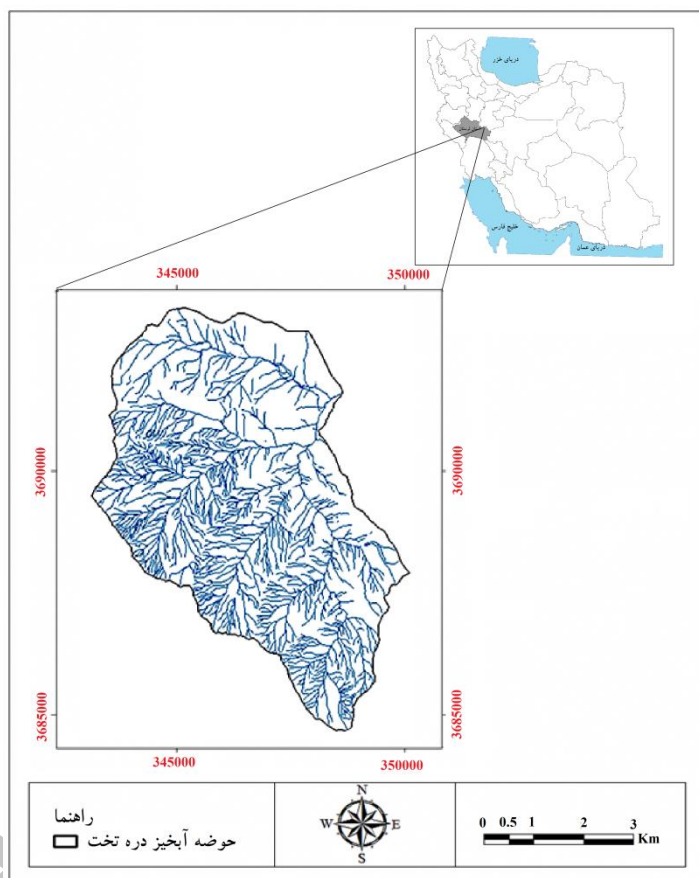 دریای خزر
خلیج فارس
دریای عمان
345000 350000
3690000 3690000
3685000 3685000
345000 350000
راهنما
حوضه آبخیز دره تخت
N
W E
S
0 0.5 1 2 3
Km